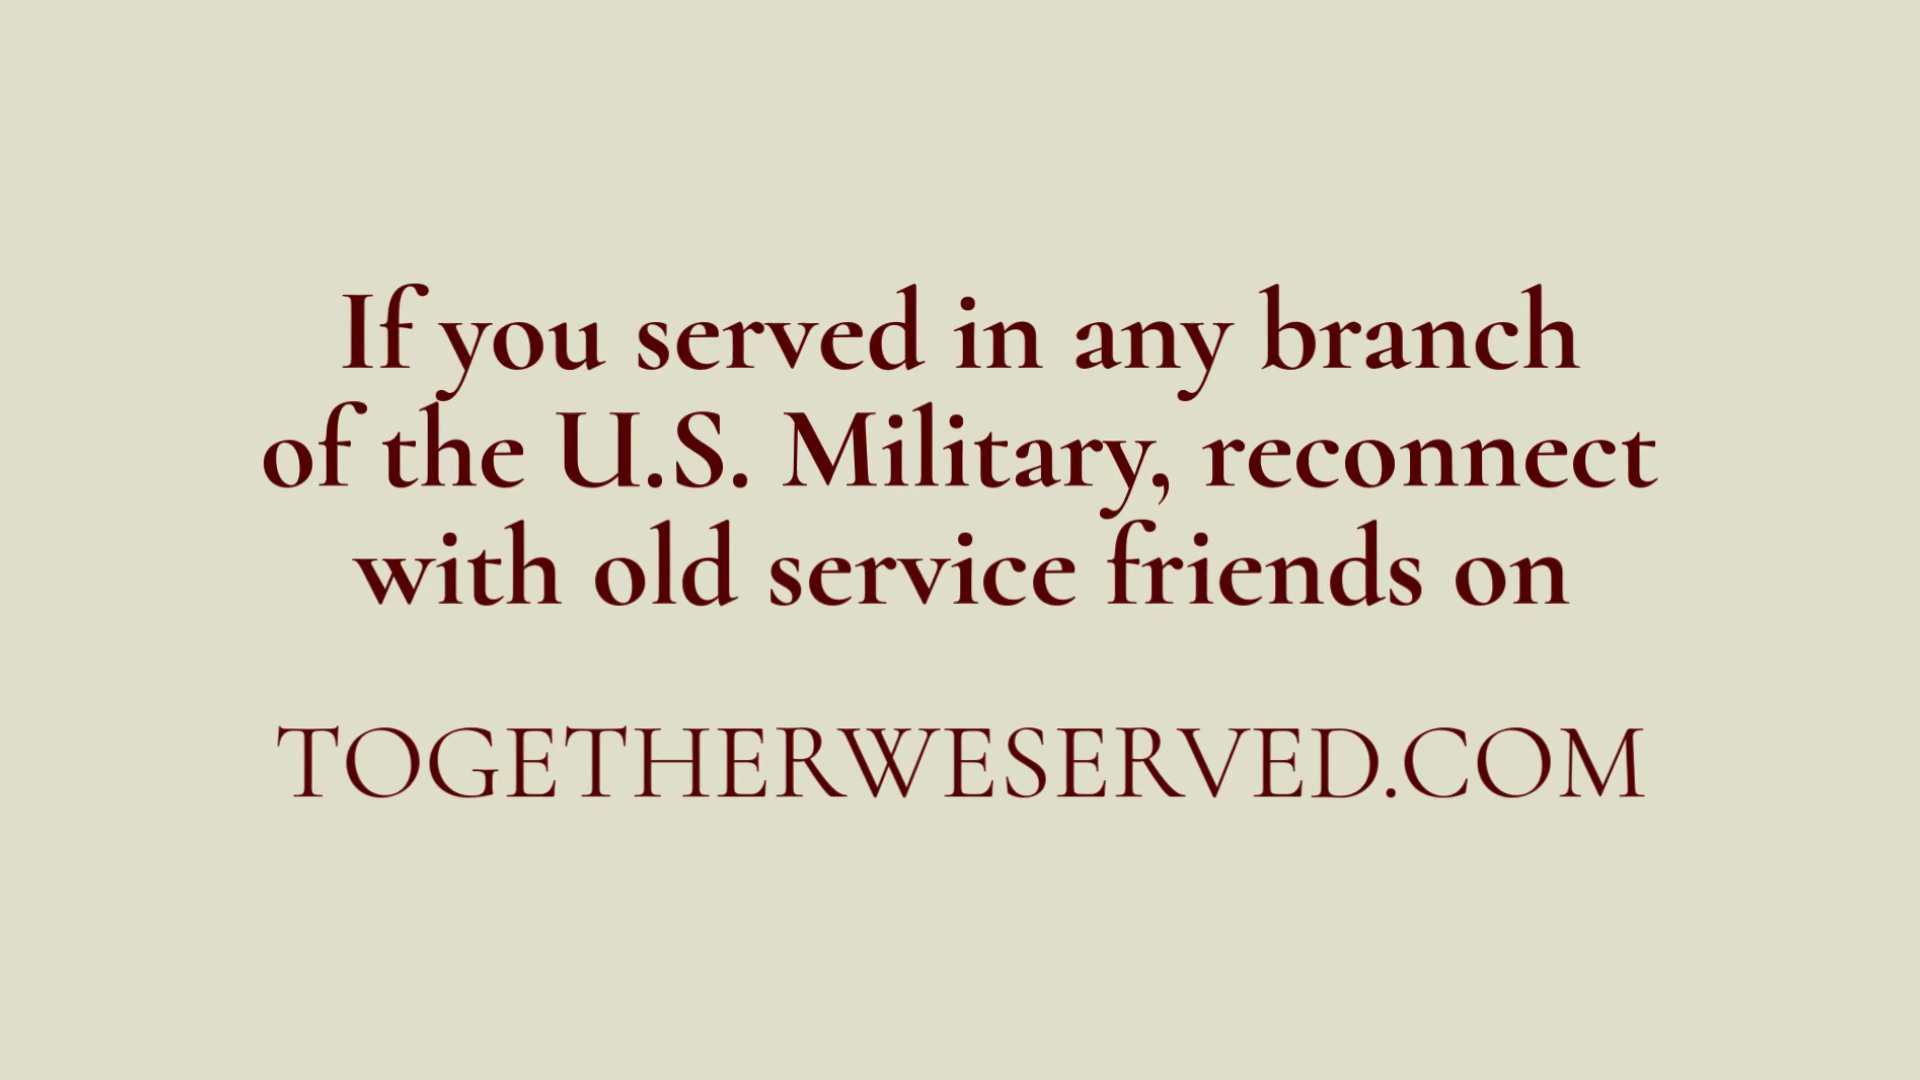 If you served in any branch
of the U.S. Military, reconnect
with old service friends on
TOGETHERWESERVED.COM